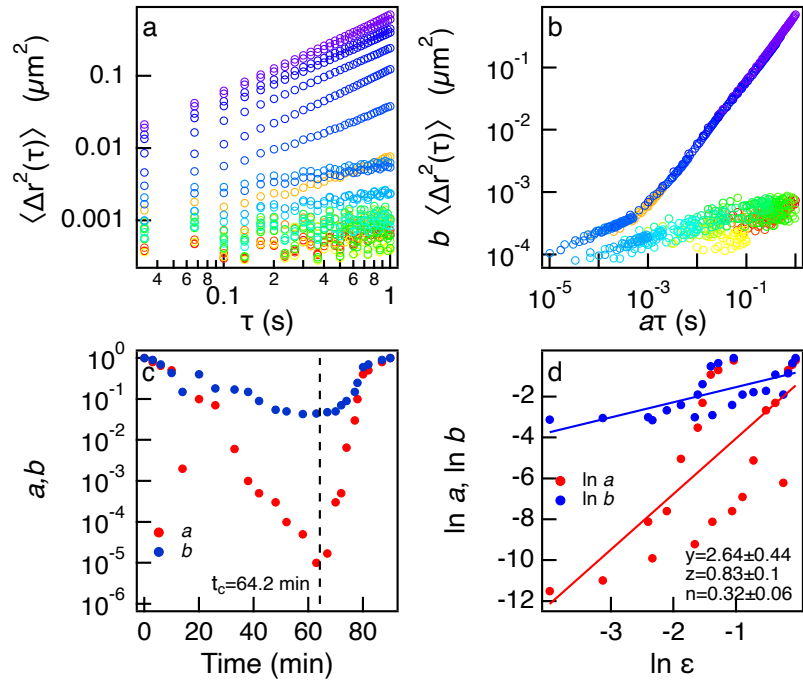 a
0.1
0.01
0.001
⟨Δr²(τ)⟩ (μm²)
4 6 8 2 4 6 8
0.1 1
τ (s)
b
10⁻¹
10⁻²
10⁻³
10⁻⁴
b ⟨Δr²(τ)⟩ (μm²)
10⁻⁵ 10⁻³ 10⁻¹
aτ (s)
c
10⁰
10⁻¹
10⁻²
10⁻³
10⁻⁴
10⁻⁵
10⁻⁶
a,b
a
b
t_c=64.2 min
0 20 40 60 80
Time (min)
d
-2
-4
-6
-8
-10
-12
ln a, ln b
ln a
ln b
y=2.64±0.44
z=0.83±0.1
n=0.32±0.06
-3 -2 -1
ln ε